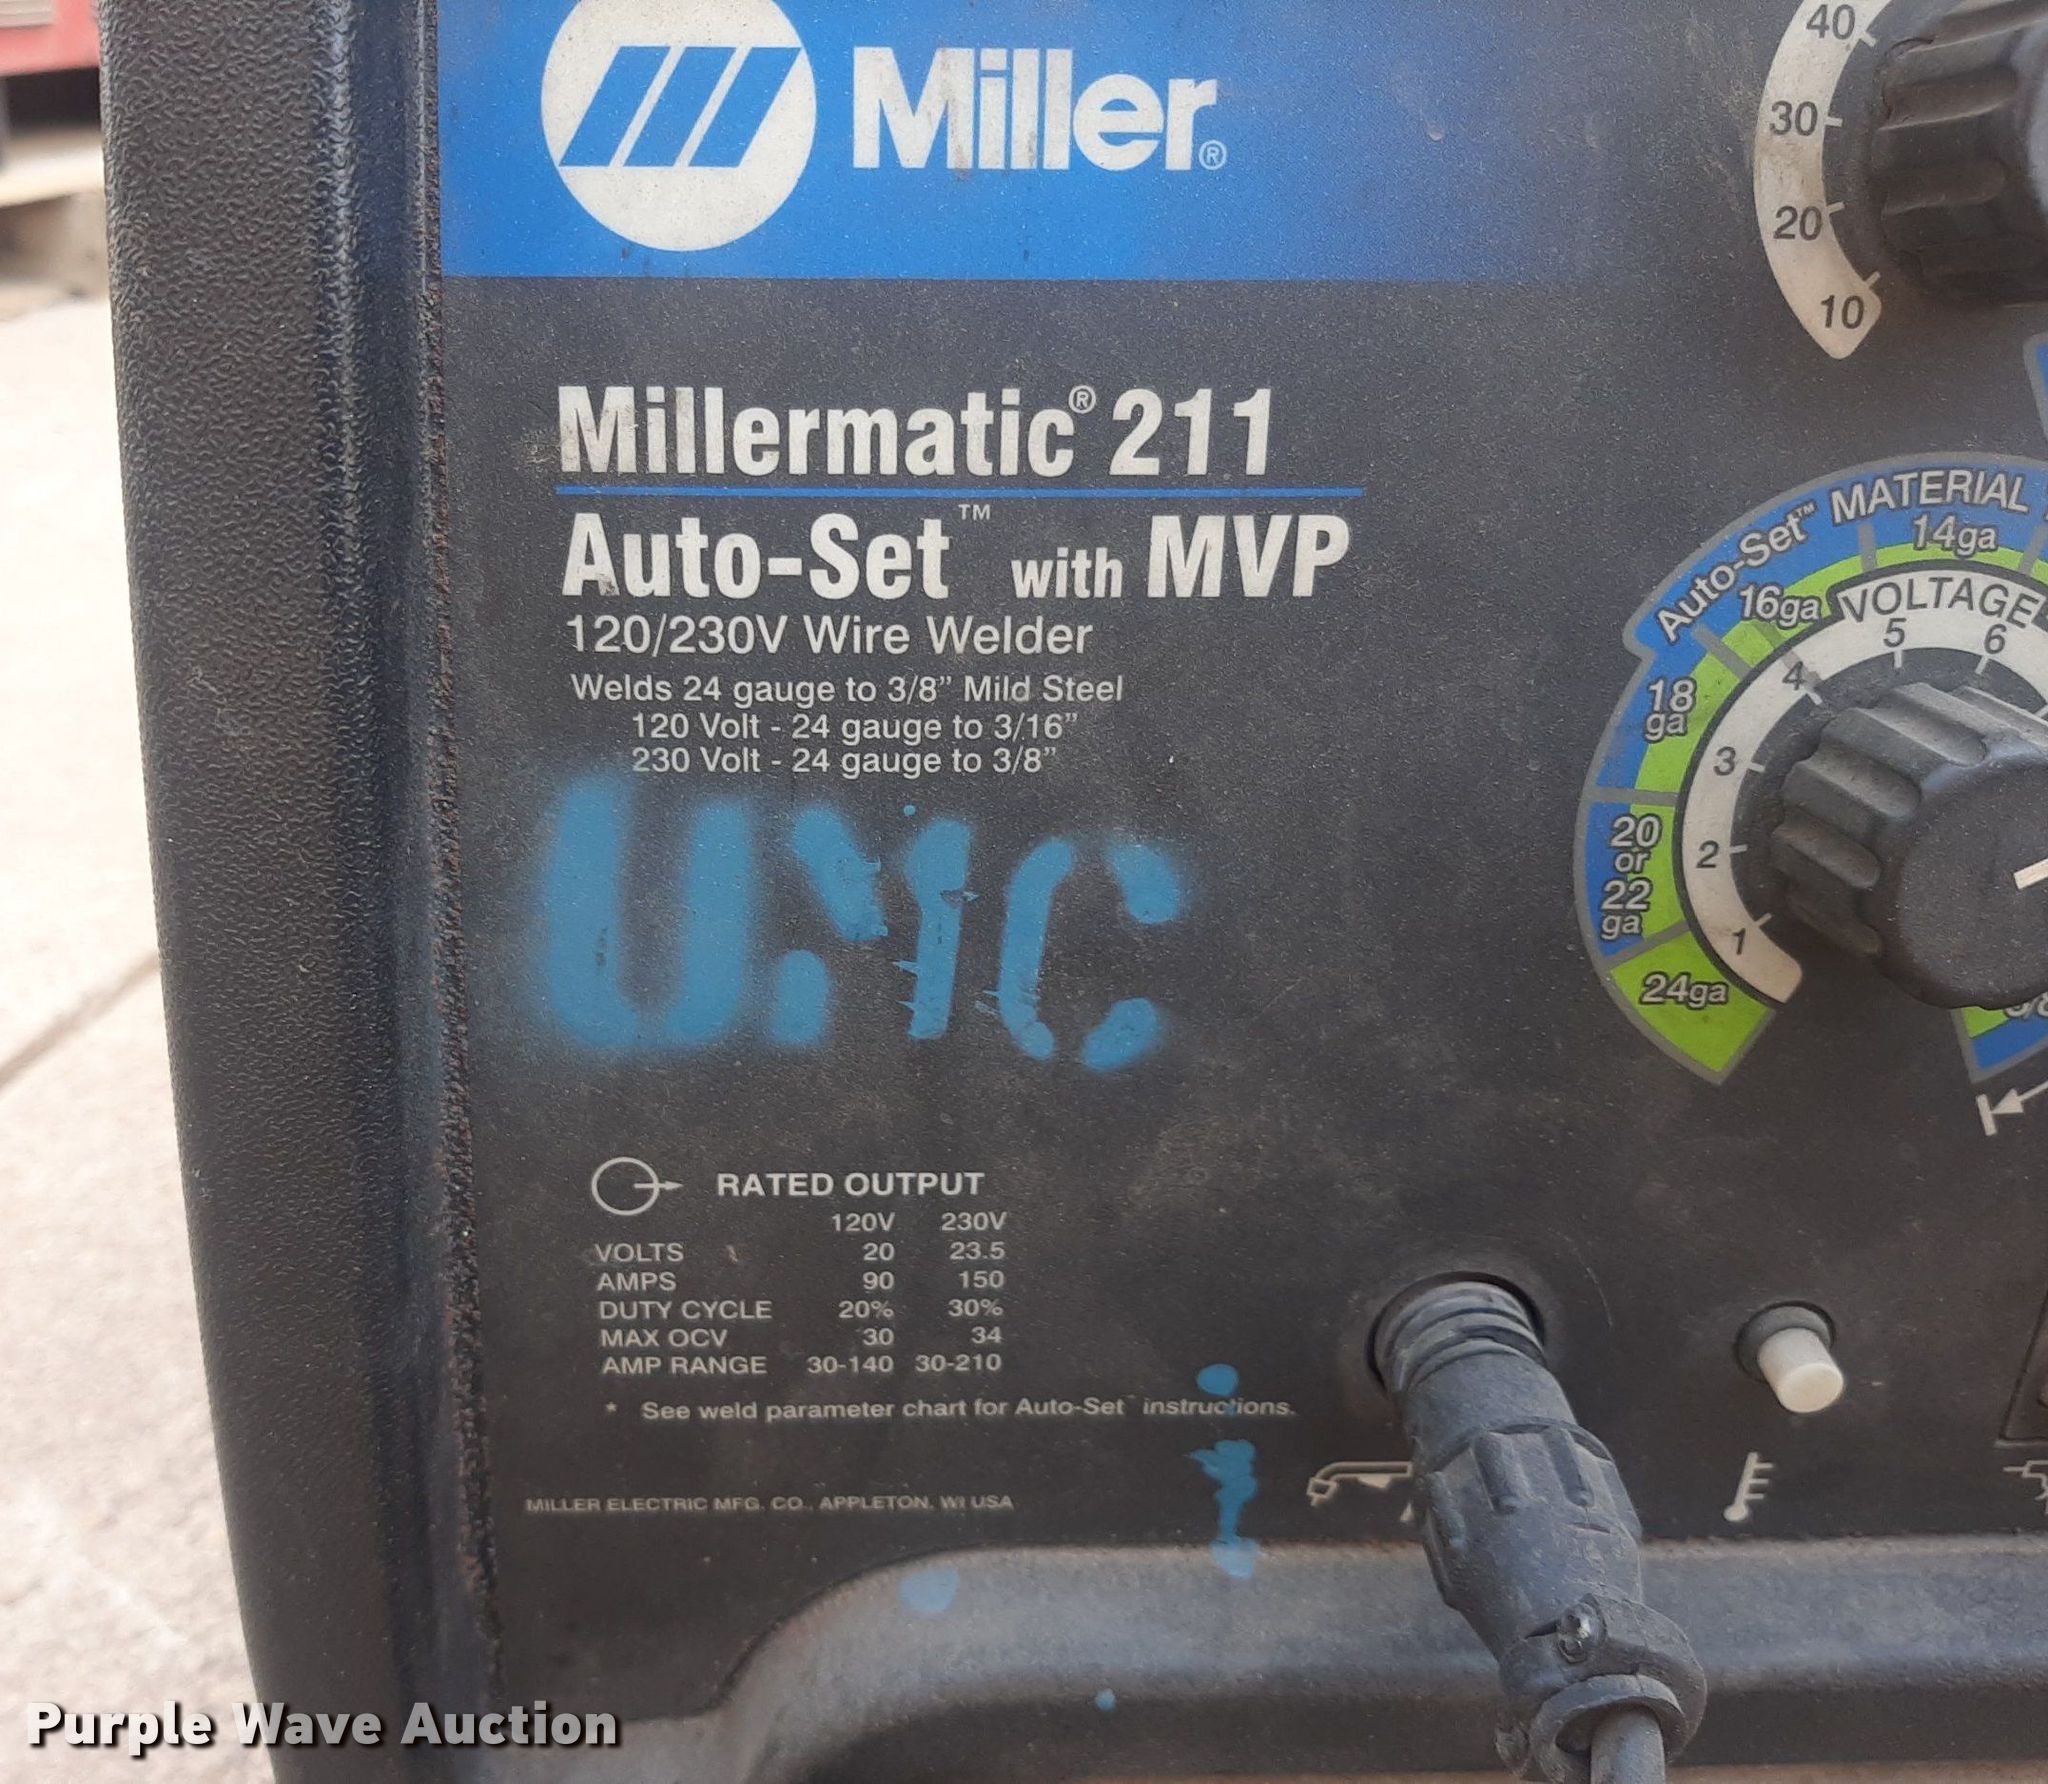 Miller®
Millermatic® 211
Auto-Set™ with MVP
120/230V Wire Welder
Welds 24 gauge to 3/8” Mild Steel
120 Volt - 24 gauge to 3/16”
230 Volt - 24 gauge to 3/8”
RATED OUTPUT
120V 230V
VOLTS 20 23.5
AMPS 90 150
DUTY CYCLE 20% 30%
MAX OCV 30 34
AMP RANGE 30-140 30-210
* See weld parameter chart for Auto-Set™ instructions.
MILLER ELECTRIC MFG. CO., APPLETON, WI USA
40
30
20
10
Auto-Set™ MATERIAL
14ga
16ga
18
ga
20
or
22
ga
24ga
VOLTAGE
1
2
3
4
5
6
Purple Wave Auction